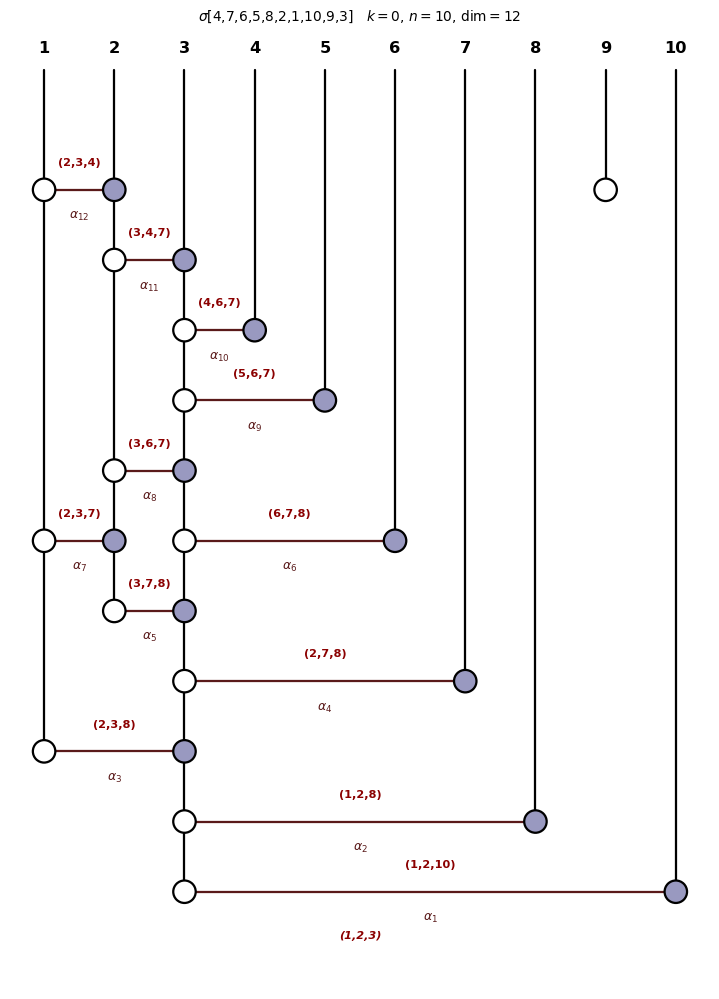 σ[4,7,6,5,8,2,1,10,9,3] k = 0, n = 10, dim = 12
1 2 3 4 5 6 7 8 9 10
(2,3,4)
α₁₂
(3,4,7)
α₁₁
(4,6,7)
α₁₀
(5,6,7)
α₉
(3,6,7)
α₈
(2,3,7) (6,7,8)
α₇ α₆
(3,7,8)
α₅
(2,7,8)
α₄
(2,3,8)
α₃
(1,2,8)
α₂
(1,2,10)
α₁
(1,2,3)